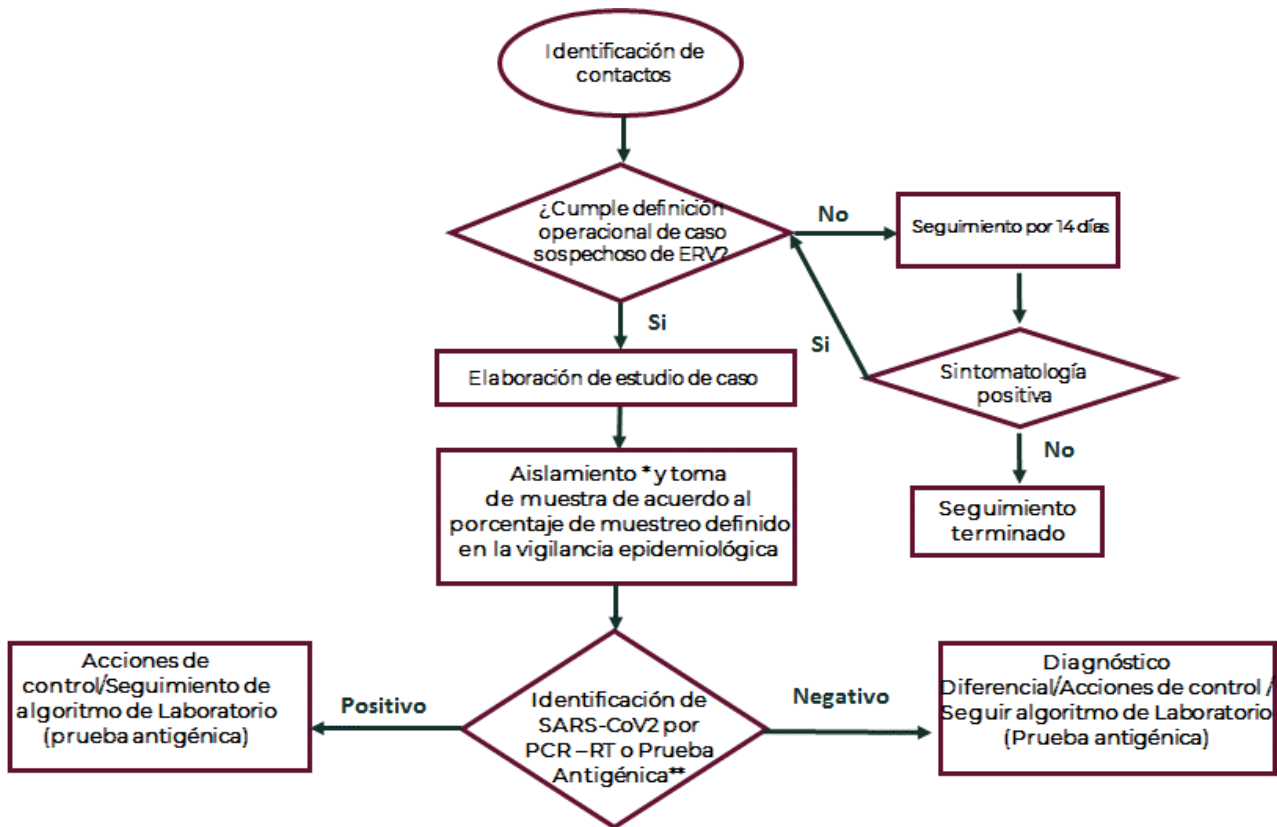 Identificación de
contactos
¿Cumple definición
operacional de caso
sospechoso de ERV?
No
Seguimiento por 14 días
Si
Si
Sintomatología
positiva
Elaboración de estudio de caso
No
Aislamiento * y toma
de muestra de acuerdo al
porcentaje de muestreo definido
en la vigilancia epidemiológica
Seguimiento
terminado
Acciones de
control/Seguimiento de
algoritmo de Laboratorio
(prueba antigénica)
Positivo
Identificación de
SARS-CoV2 por
PCR –RT o Prueba
Antigénica**
Negativo
Diagnóstico
Diferencial/Acciones de control /
Seguir algoritmo de Laboratorio
(Prueba antigénica)